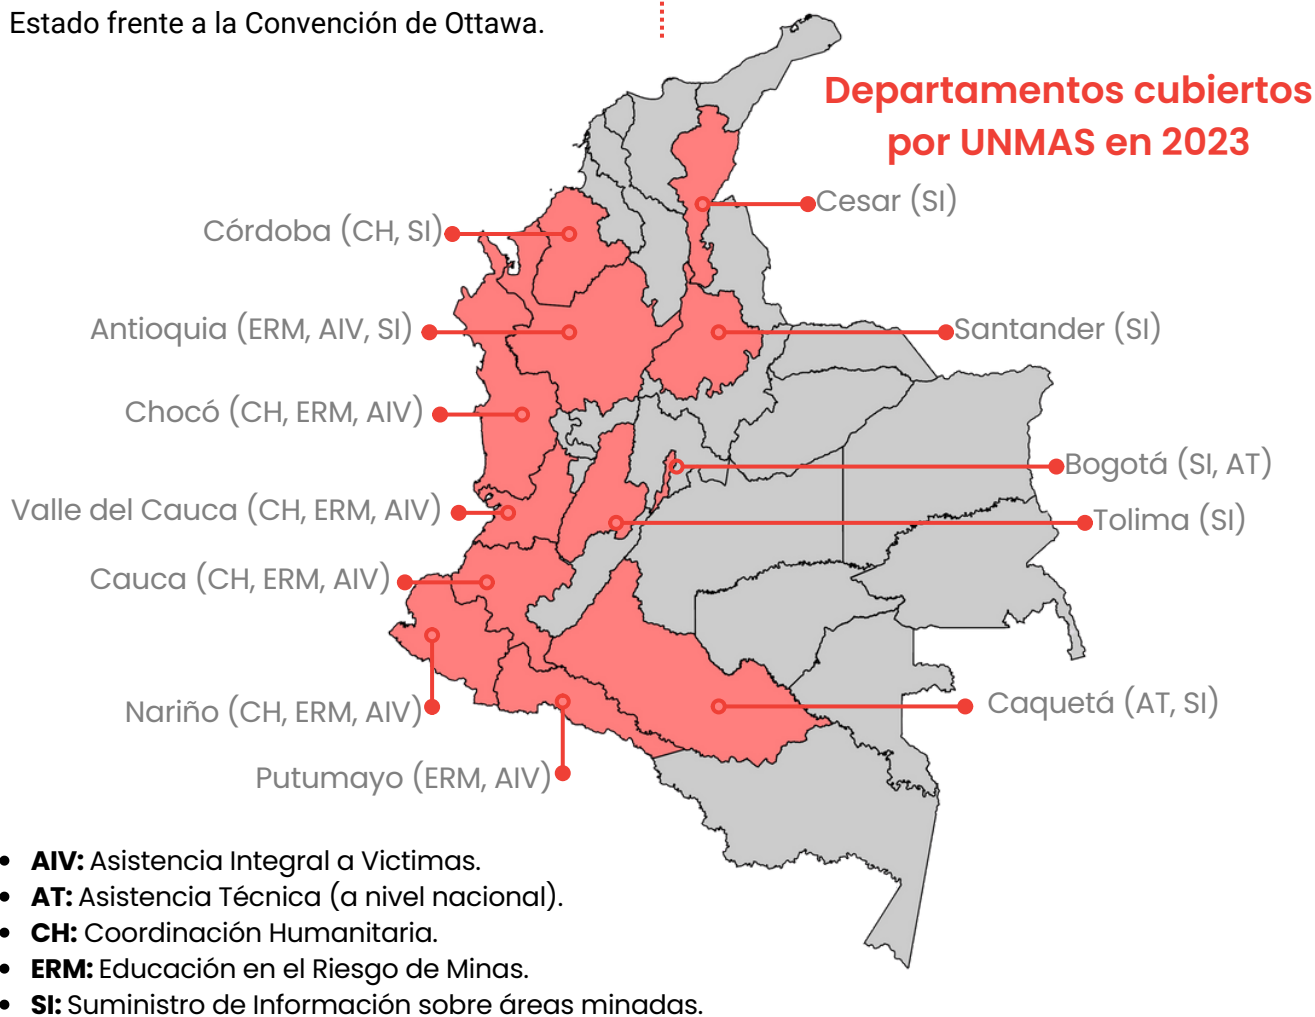 Estado frente a la Convención de Ottawa.
Departamentos cubiertos
por UNMAS en 2023
Cesar (SI)
Córdoba (CH, SI)
Antioquia (ERM, AIV, SI)
Santander (SI)
Chocó (CH, ERM, AIV)
Bogotá (SI, AT)
Valle del Cauca (CH, ERM, AIV)
Tolima (SI)
Cauca (CH, ERM, AIV)
Nariño (CH, ERM, AIV)
Caquetá (AT, SI)
Putumayo (ERM, AIV)
• AIV: Asistencia Integral a Victimas.
• AT: Asistencia Técnica (a nivel nacional).
• CH: Coordinación Humanitaria.
• ERM: Educación en el Riesgo de Minas.
• SI: Suministro de Información sobre áreas minadas.